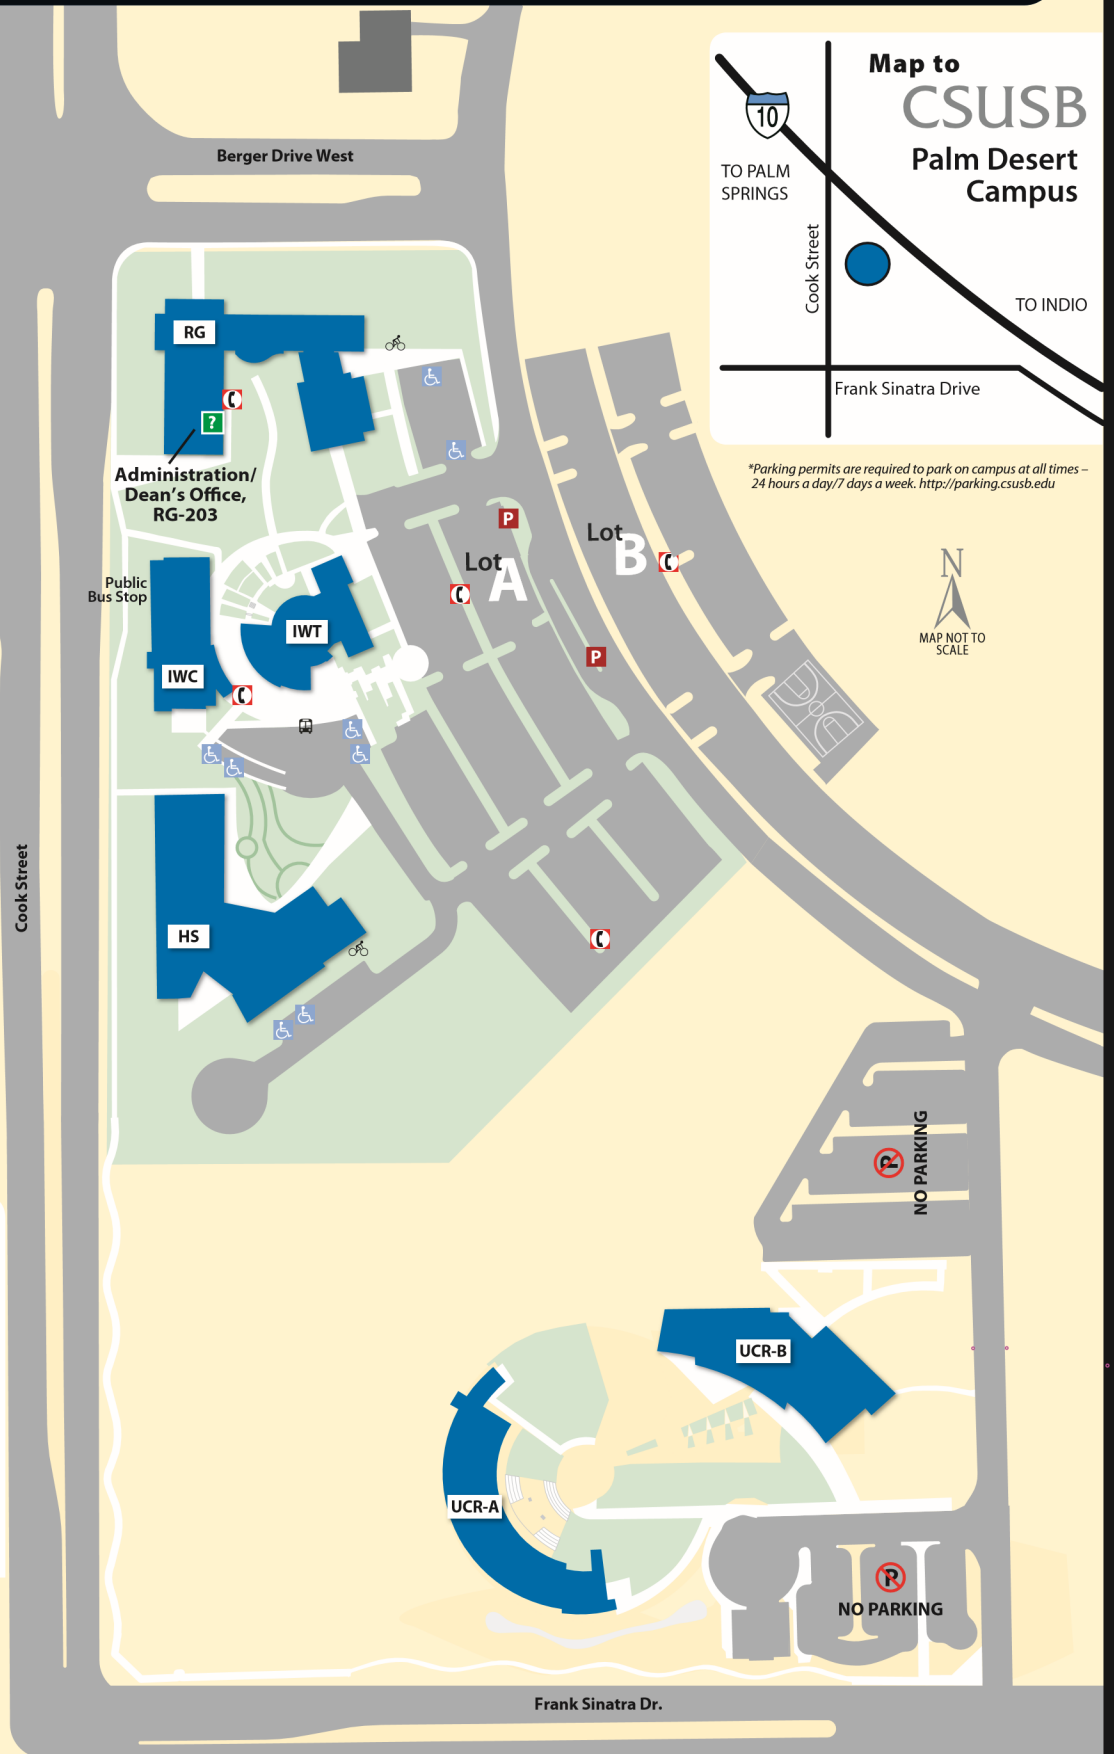 Map to
CSUSB
Palm Desert
Campus
10
TO PALM
SPRINGS
Cook Street
TO INDIO
Frank Sinatra Drive
*Parking permits are required to park on campus at all times –
24 hours a day/7 days a week. http://parking.csusb.edu
N
MAP NOT TO
SCALE
Berger Drive West
RG
?
Administration/
Dean's Office,
RG-203
P
Lot
A
Lot
B
Public
Bus Stop
IWT
IWC
P
Cook Street
HS
P
NO PARKING
UCR-B
UCR-A
P
NO PARKING
Frank Sinatra Dr.